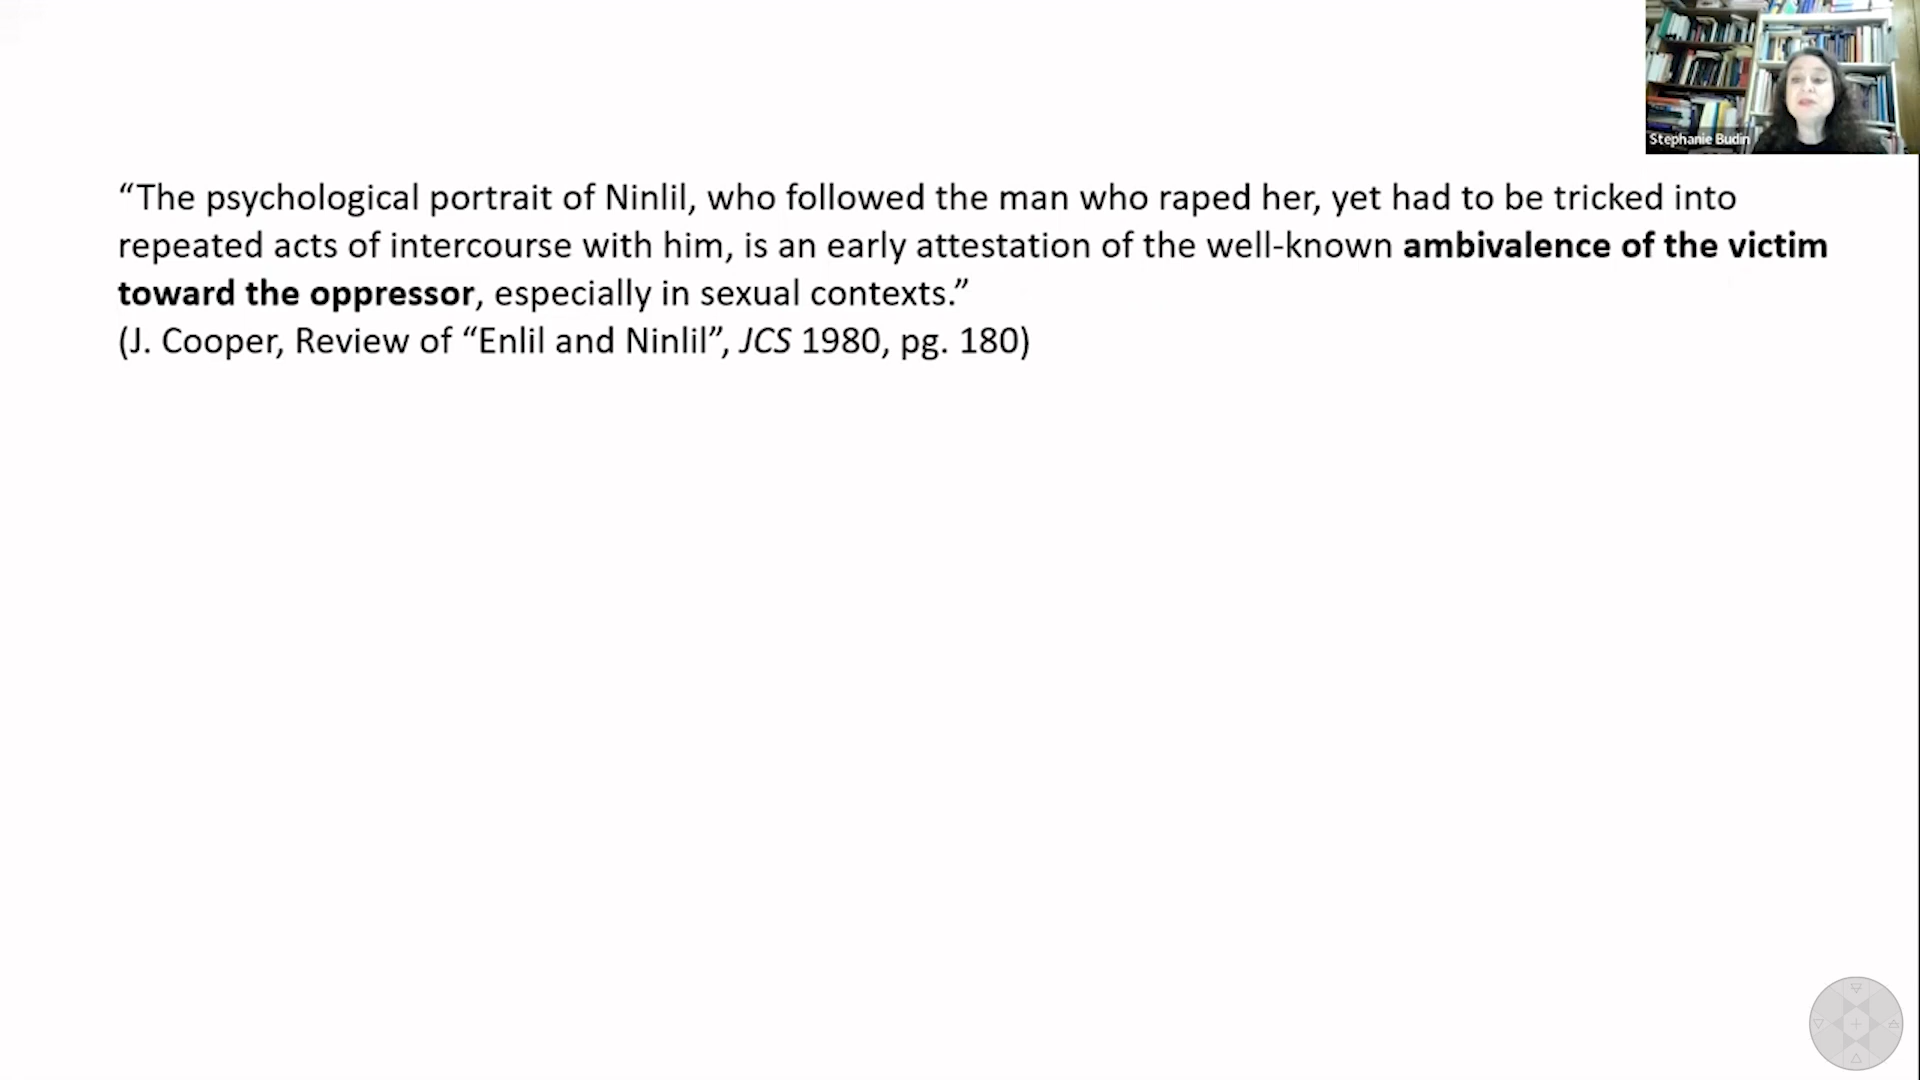 Stephanie Budin
“The psychological portrait of Ninlil, who followed the man who raped her, yet had to be tricked into
repeated acts of intercourse with him, is an early attestation of the well-known ambivalence of the victim
toward the oppressor, especially in sexual contexts.”
(J. Cooper, Review of “Enlil and Ninlil”, JCS 1980, pg. 180)